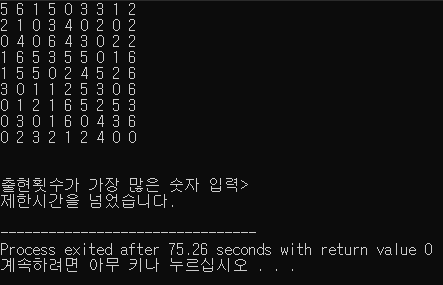 5 6 1 5 0 3 3 1 2
2 1 0 3 4 0 2 0 2
0 4 0 6 4 3 0 2 2
1 6 5 3 5 5 0 1 6
1 5 5 0 2 4 5 2 6
3 0 1 1 2 5 3 0 6
0 1 2 1 6 5 2 5 3
0 3 0 1 6 0 4 3 6
0 2 3 2 1 2 4 0 0
출현횟수가 가장 많은 숫자 입력>
제한시간을 넘었습니다.
--------------------------------
Process exited after 75.26 seconds with return value 0
계속하려면 아무 키나 누르십시오 . . .